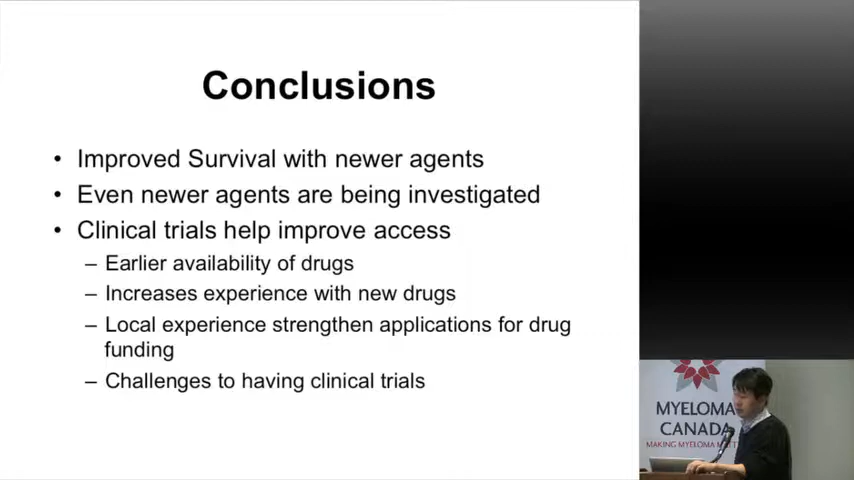 Conclusions
• Improved Survival with newer agents
• Even newer agents are being investigated
• Clinical trials help improve access
– Earlier availability of drugs
– Increases experience with new drugs
– Local experience strengthen applications for drug
funding
– Challenges to having clinical trials
MYELOMA
CANADA
MAKING MYELOMA